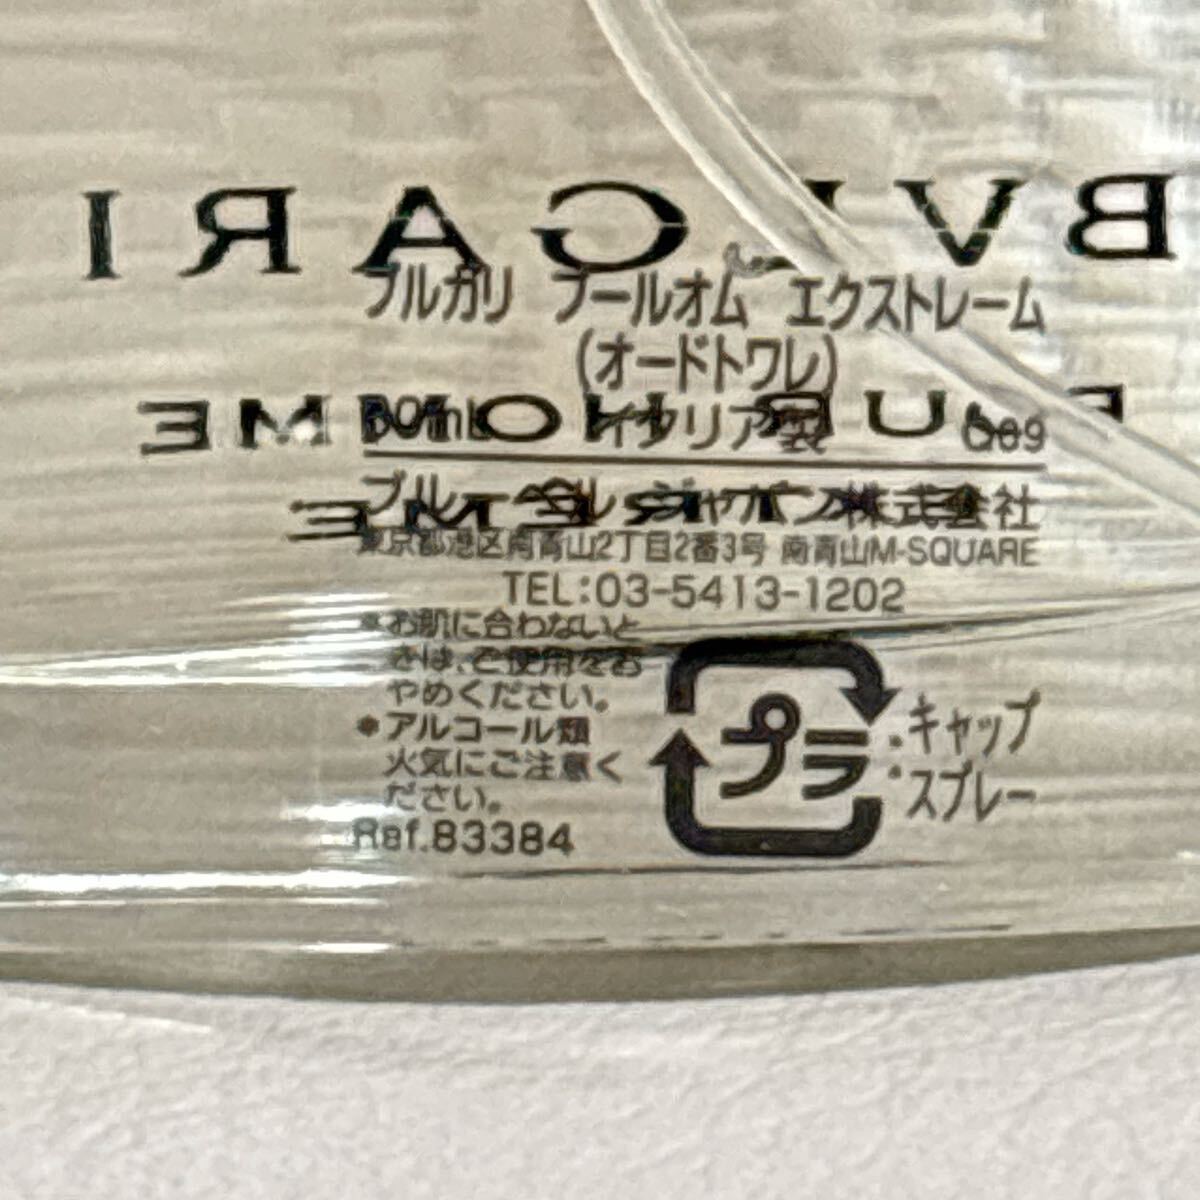 BVLGARI
ブルガリ プールオム エクストレーム
(オードトワレ)
POUR HOMME
イタリア製
EXTRÊME
ブルーベル・ジャパン株式会社
東京都港区南青山2丁目2番3号 南青山M-SQUARE
TEL:03-5413-1202
*お肌に合わないと
きは、ご使用をお
やめください。
*アルコール類
火気にご注意く
ださい。
Ref.83384
プラ
:キャップ
スプレー